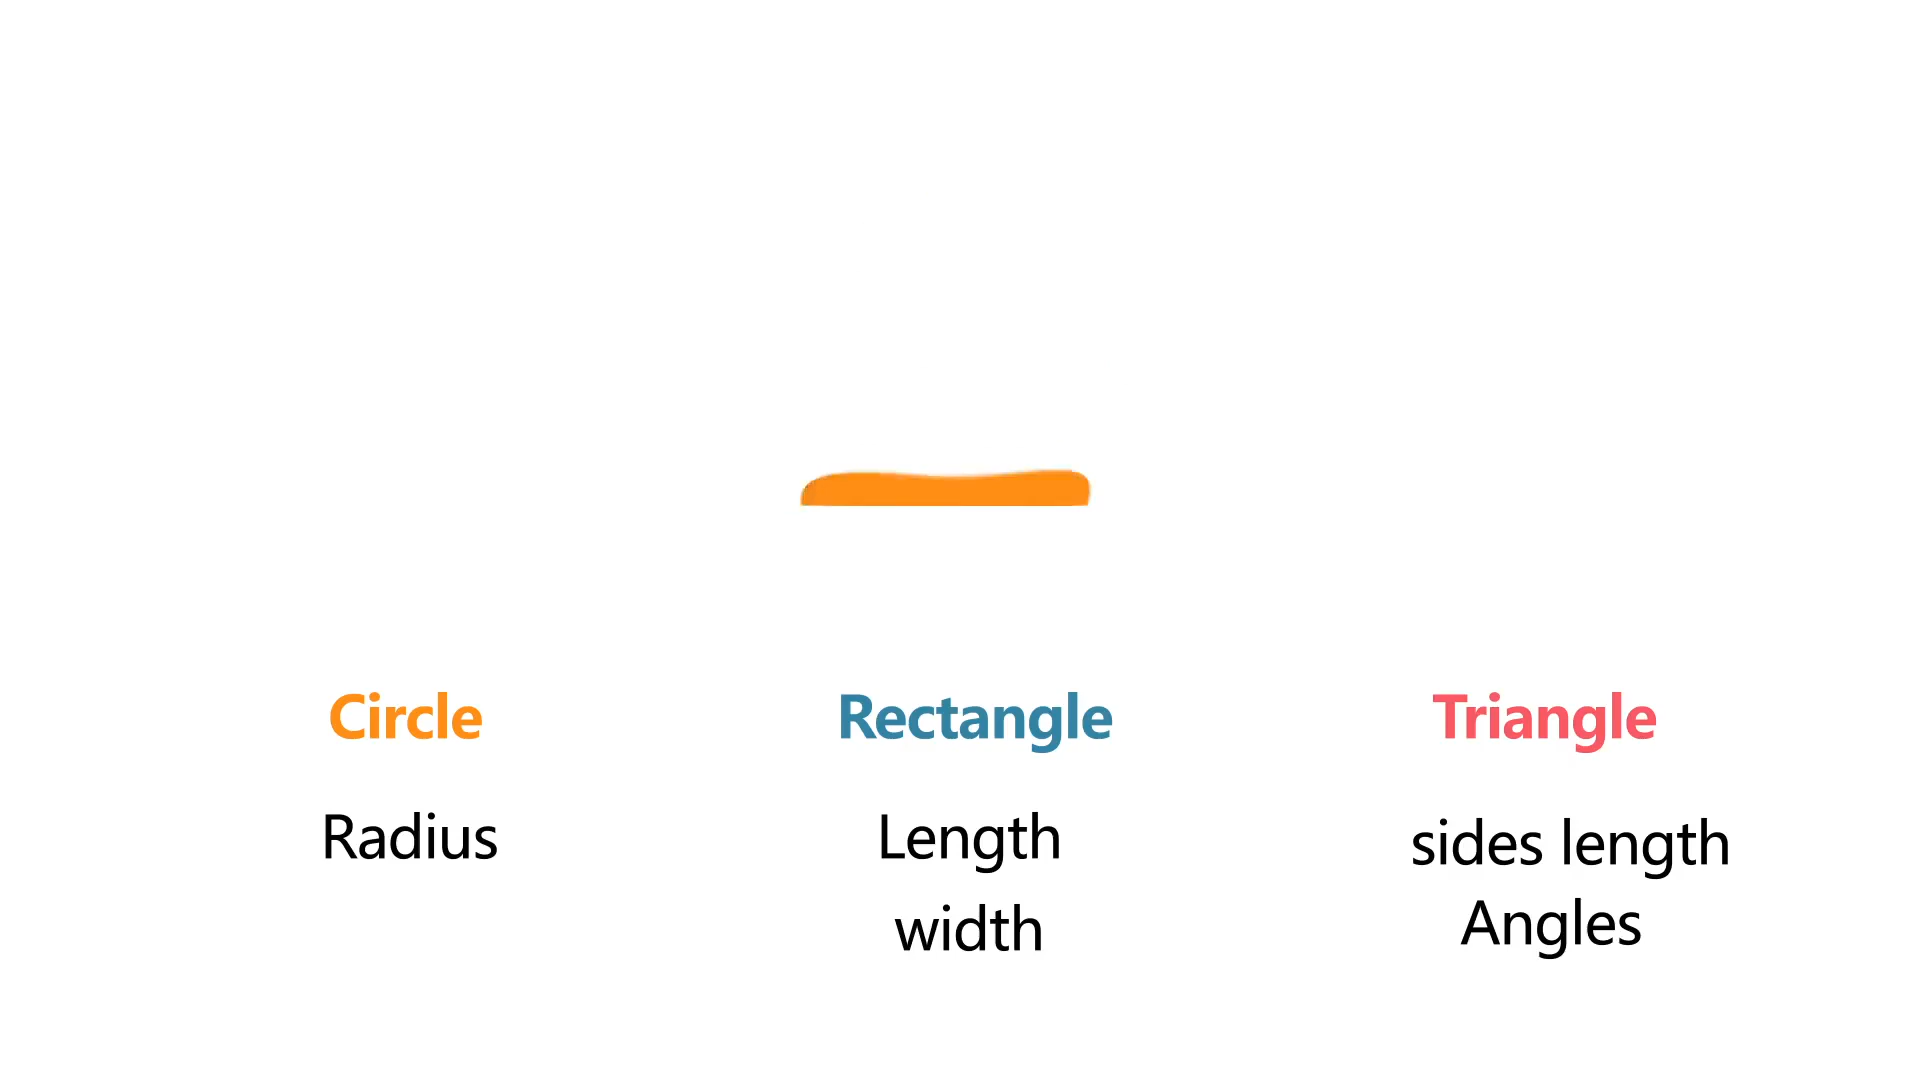 Circle
Radius
Rectangle
Length
width
Triangle
sides length
Angles